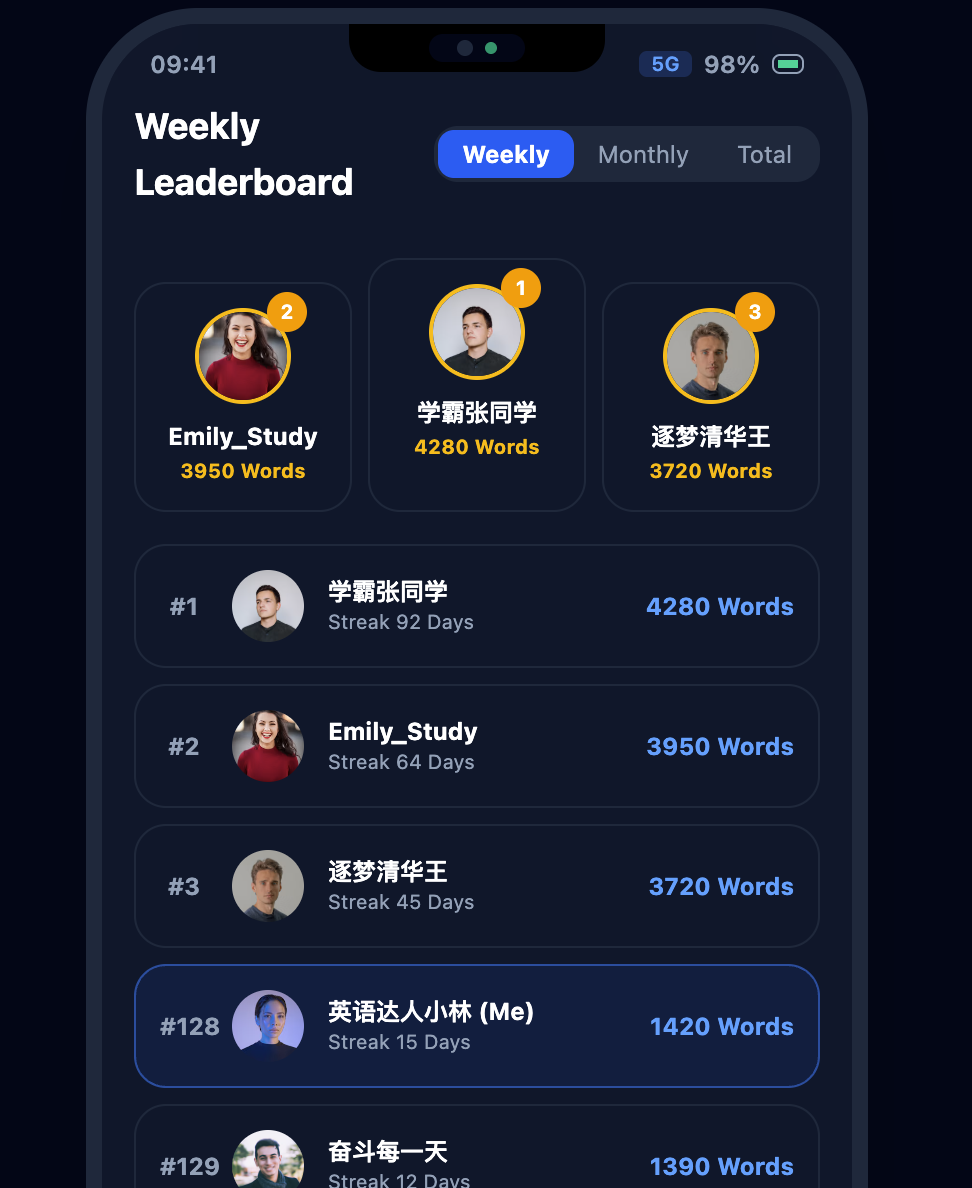 09:41
5G 98%
Weekly
Leaderboard
Weekly Monthly Total
2
Emily_Study
3950 Words
1
学霸张同学
4280 Words
3
逐梦清华王
3720 Words
#1
学霸张同学
Streak 92 Days
4280 Words
#2
Emily_Study
Streak 64 Days
3950 Words
#3
逐梦清华王
Streak 45 Days
3720 Words
#128
英语达人小林 (Me)
Streak 15 Days
1420 Words
#129
奋斗每一天
Streak 12 Days
1390 Words